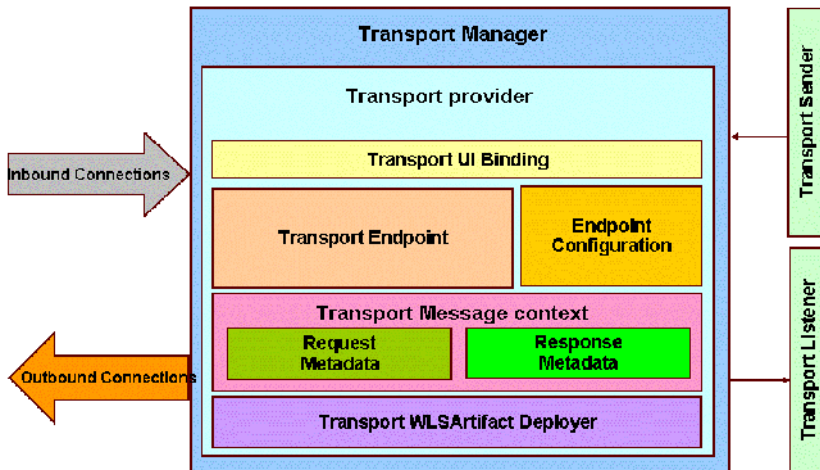 Transport Manager
Transport provider
Transport UI Binding
Inbound Connections
Transport Endpoint
Endpoint
Configuration
Transport Message context
Request
Metadata
Response
Metadata
Outbound Connections
Transport WLSArtifact Deployer
Transport Sender
Transport Listener